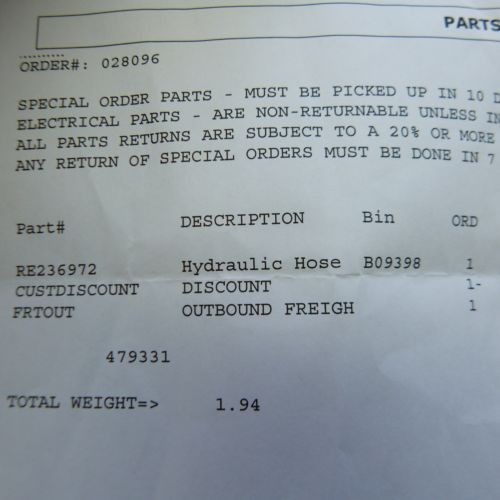 PARTS
ORDER#: 028096
SPECIAL ORDER PARTS - MUST BE PICKED UP IN 10 D
ELECTRICAL PARTS - ARE NON-RETURNABLE UNLESS IN
ALL PARTS RETURNS ARE SUBJECT TO A 20% OR MORE
ANY RETURN OF SPECIAL ORDERS MUST BE DONE IN 7
Part# DESCRIPTION Bin ORD
RE236972 Hydraulic Hose B09398 1
CUSTDISCOUNT DISCOUNT 1-
FRTOUT OUTBOUND FREIGH 1
479331
TOTAL WEIGHT=> 1.94